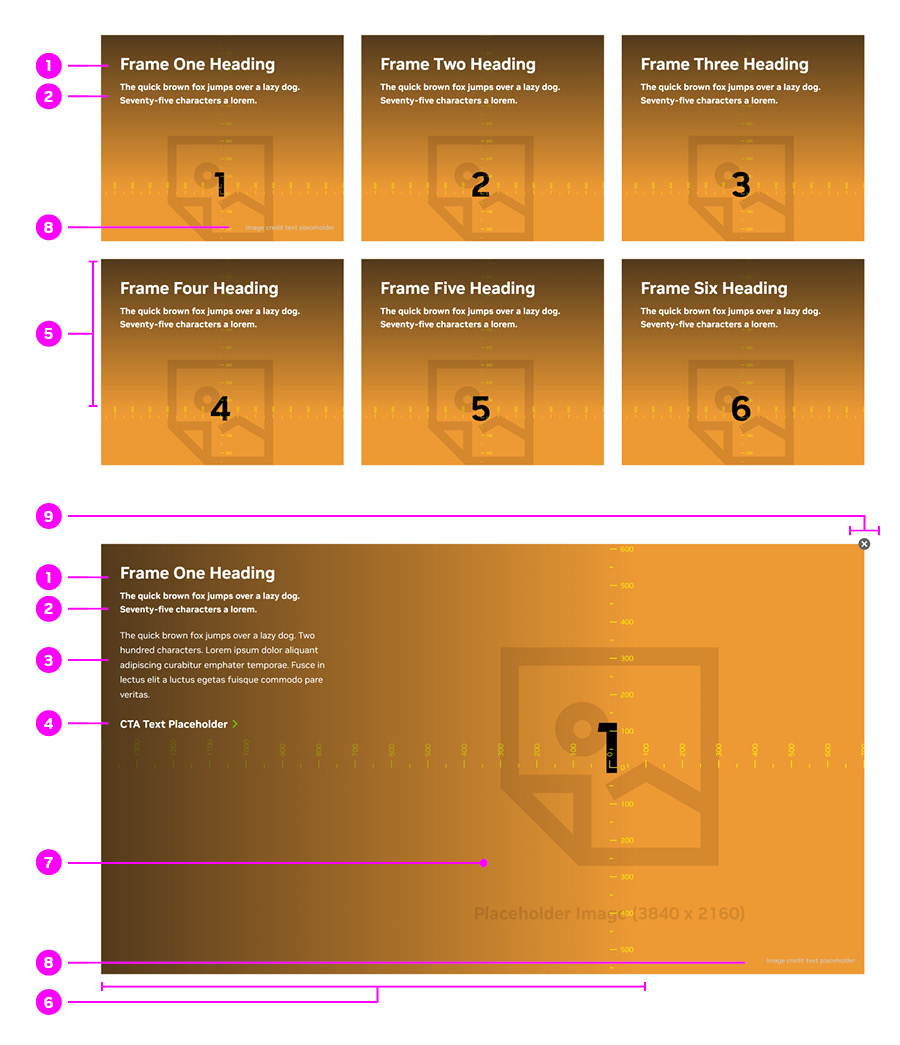 Frame One Heading
The quick brown fox jumps over a lazy dog.
Seventy-five characters a lorem.
1
Image credit text placeholder
Frame Two Heading
The quick brown fox jumps over a lazy dog.
Seventy-five characters a lorem.
2
Frame Three Heading
The quick brown fox jumps over a lazy dog.
Seventy-five characters a lorem.
3
1
2
8
Frame Four Heading
The quick brown fox jumps over a lazy dog.
Seventy-five characters a lorem.
4
Frame Five Heading
The quick brown fox jumps over a lazy dog.
Seventy-five characters a lorem.
5
Frame Six Heading
The quick brown fox jumps over a lazy dog.
Seventy-five characters a lorem.
6
5
9
1
Frame One Heading
2
The quick brown fox jumps over a lazy dog.
Seventy-five characters a lorem.
3
The quick brown fox jumps over a lazy dog. Two
hundred characters. Lorem ipsum dolor aliquant
adipiscing curabitur emphater temporae. Fusce in
lectus elit a luctus egetas fuisque commodo pare
veritas.
4
CTA Text Placeholder
600
500
400
300
200
100
0
100
200
300
400
500
1300 1200 1100 1000 900 800 700 600 500 400 300 200 100 0 100 200 300 400 500 600
1
7
Placeholder Image (3840 x 2160)
8
Image credit text placeholder
6